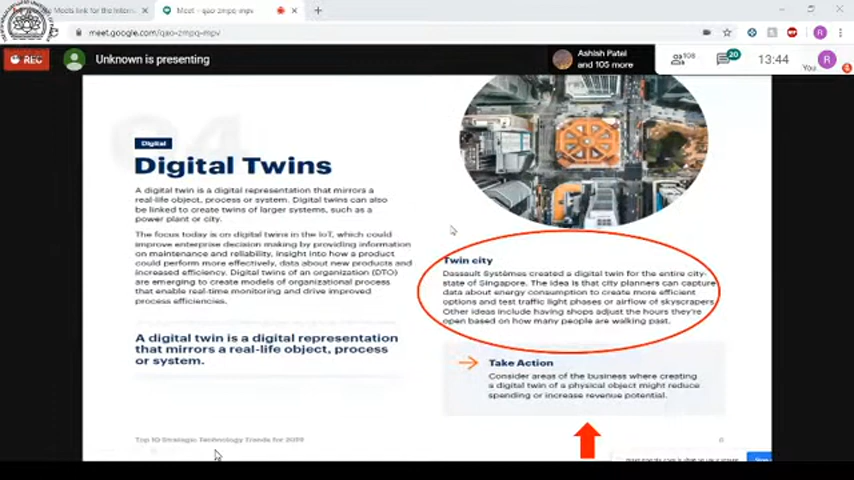 Meets link for the Intern
Meet - qao-zmpq-mpv
meet.google.com/qao-zmpq-mpv
REC
Unknown is presenting
Ashish Patel
and 105 more
108
20
13:44
You
R
R
04
Digital
Digital Twins
A digital twin is a digital representation that mirrors a
real-life object, process or system. Digital twins can also
be linked to create twins of larger systems, such as a
power plant or city.
The focus today is on digital twins in the IoT, which could
improve enterprise decision making by providing information
on maintenance and reliability, insight into how a product
could perform more effectively, data about new products and
increased efficiency. Digital twins of an organization (DTO)
are emerging to create models of organizational process
that enable real-time monitoring and drive improved
process efficiencies.
A digital twin is a digital representation
that mirrors a real-life object, process
or system.
Twin city
Dassault Systèmes created a digital twin for the entire city-
state of Singapore. The idea is that city planners can capture
data about energy consumption to create more efficient
options and test traffic light phases or airflow of skyscrapers.
Other ideas include having shops adjust the hours they're
open based on how many people are walking past.
Take Action
Consider areas of the business where creating
a digital twin of a physical object might reduce
spending or increase revenue potential.
Top 10 Strategic Technology Trends for 2019